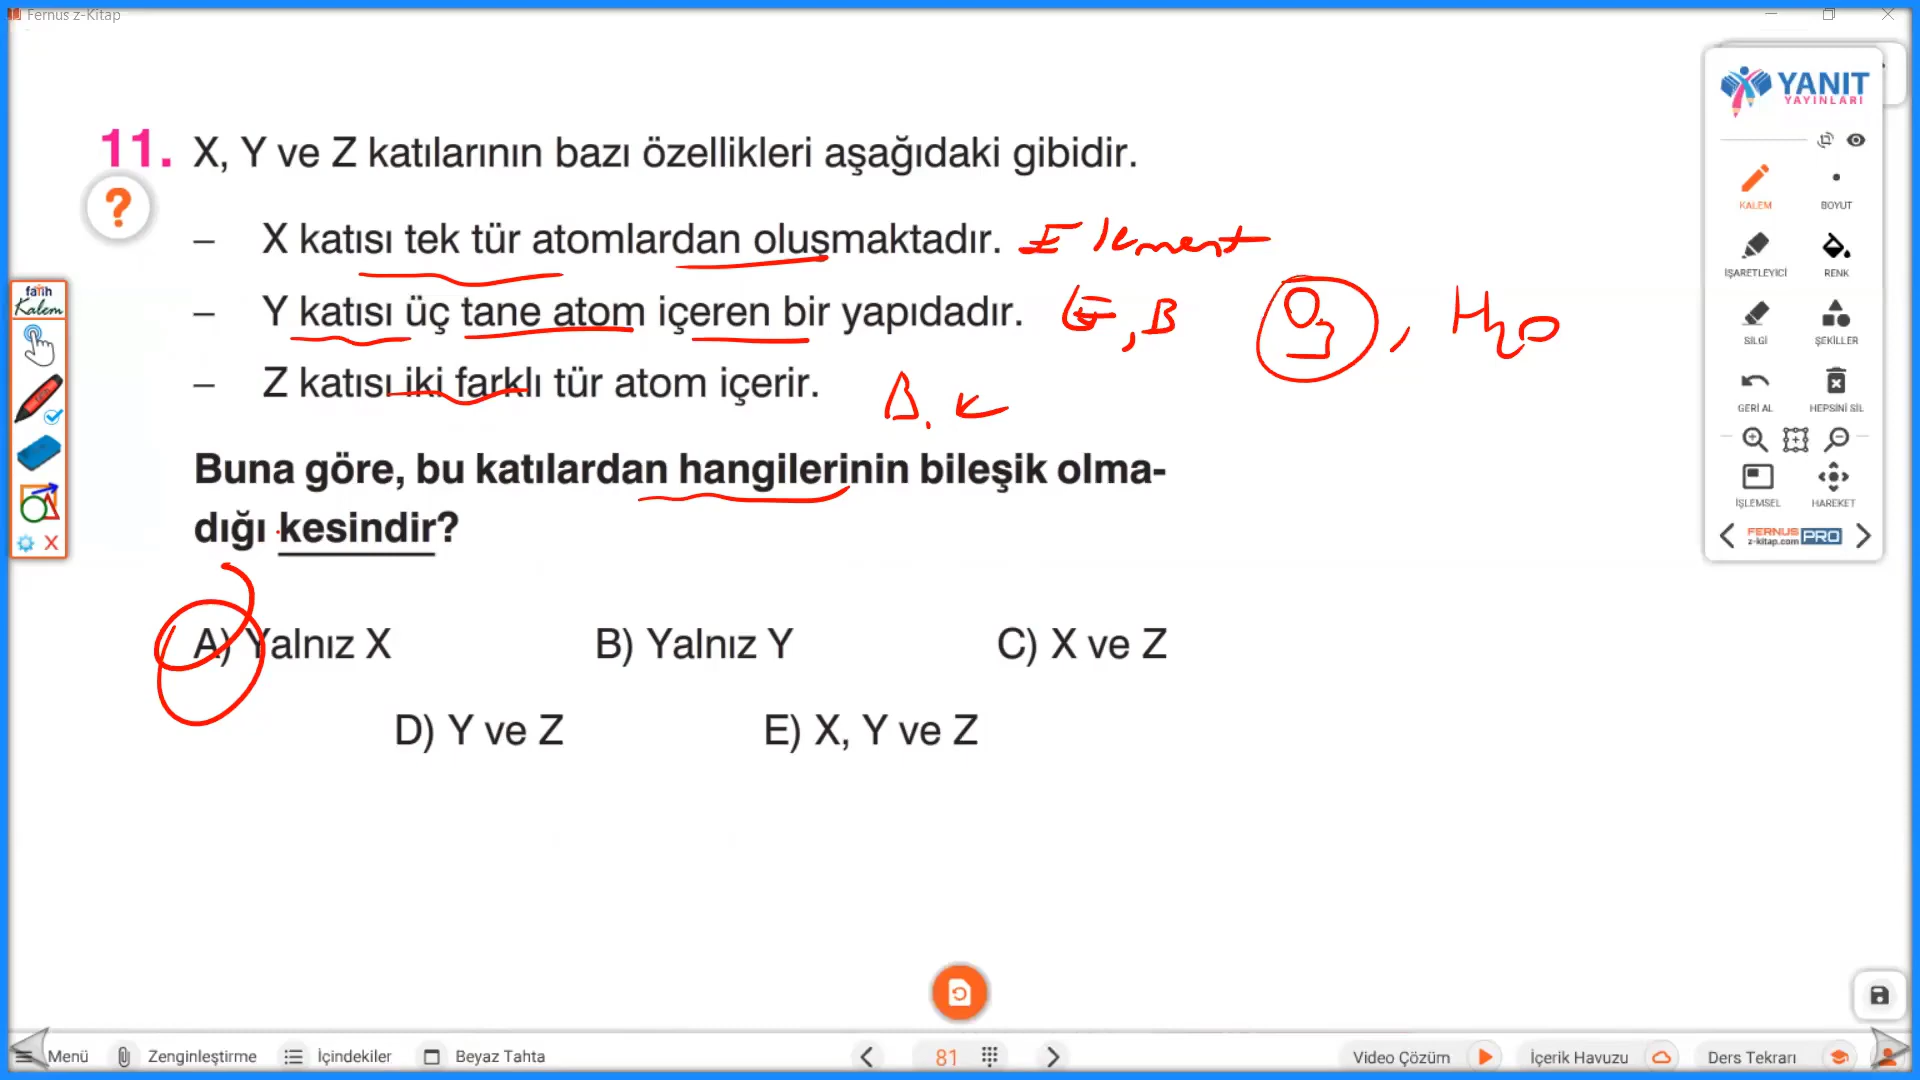 Fernus z-Kitap
YANIT
YAYINLARI
11. X, Y ve Z katılarının bazı özellikleri aşağıdaki gibidir.
?
– X katısı tek tür atomlardan oluşmaktadır. Element
– Y katısı üç tane atom içeren bir yapıdadır. E, B O3, H2O
– Z katısı iki farklı tür atom içerir. B. K
Buna göre, bu katılardan hangilerinin bileşik olma-
dığı kesindir?
A) Yalnız X B) Yalnız Y C) X ve Z
D) Y ve Z E) X, Y ve Z
fatih
Kalem
KALEM BOYUT
İŞARETLEYİCİ RENK
SİLGİ ŞEKİLLER
GERİ AL HEPSİNİ SİL
İŞLEMSEL HAREKET
FERNUS
z-kitap.com PRO
Menü Zenginleştirme İçindekiler Beyaz Tahta 81 Video Çözüm İçerik Havuzu Ders Tekrarı